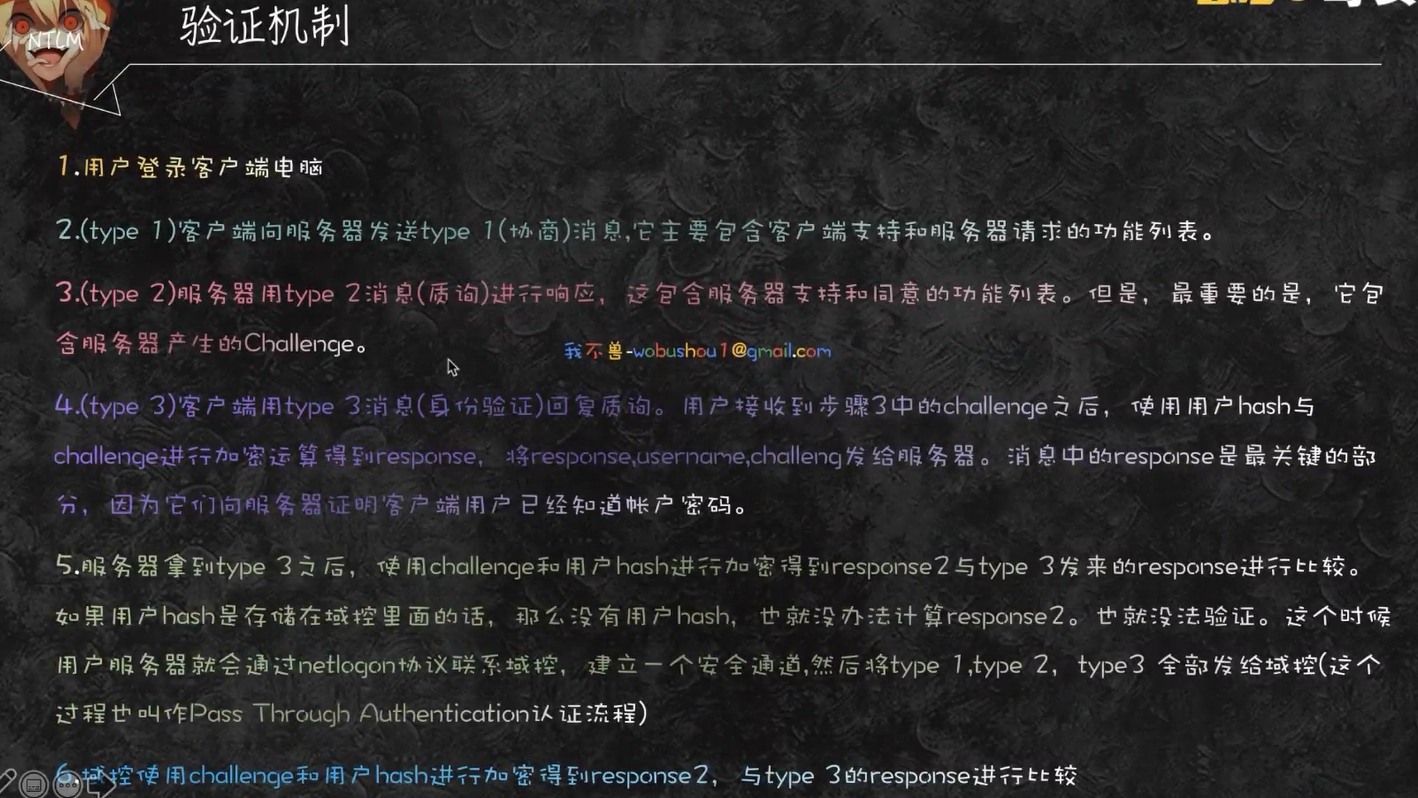 NTLM
验证机制
1.用户登录客户端电脑
2.(type 1)客户端向服务器发送type 1(协商)消息,它主要包含客户端支持和服务器请求的功能列表。
3.(type 2)服务器用type 2消息(质询)进行响应，这包含服务器支持和同意的功能列表。但是，最重要的是，它包
含服务器产生的Challenge。
我不兽-wobushou1@gmail.com
4.(type 3)客户端用type 3消息(身份验证)回复质询。用户接收到步骤3中的challenge之后，使用用户hash与
challenge进行加密运算得到response，将response,username,challeng发给服务器。消息中的response是最关键的部
分，因为它们向服务器证明客户端用户已经知道帐户密码。
5.服务器拿到type 3之后，使用challenge和用户hash进行加密得到response2与type 3发来的response进行比较。
如果用户hash是存储在域控里面的话，那么没有用户hash，也就没办法计算response2。也就没法验证。这个时候
用户服务器就会通过netlogon协议联系域控，建立一个安全通道,然后将type 1,type 2，type3 全部发给域控(这个
过程也叫作Pass Through Authentication认证流程)
6.域控使用challenge和用户hash进行加密得到response2，与type 3的response进行比较